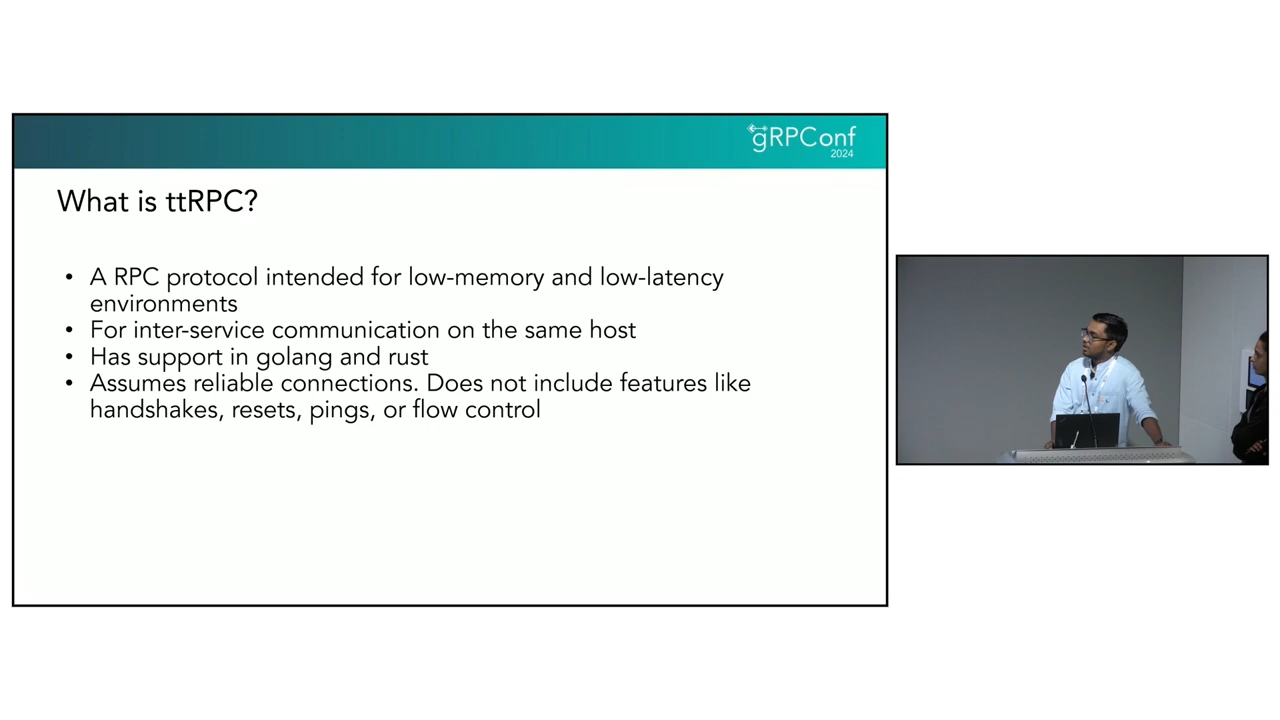 gRPConf
2024
What is ttRPC?
• A RPC protocol intended for low-memory and low-latency
environments
• For inter-service communication on the same host
• Has support in golang and rust
• Assumes reliable connections. Does not include features like
handshakes, resets, pings, or flow control